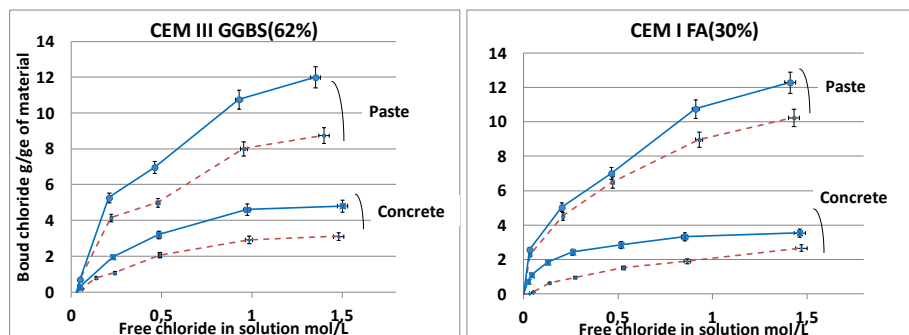 CEM III GGBS(62%)
14
12
10
8
6
4
2
0
0
0,5
1
1,5
Boud chloride g/ge of material
Free chloride in solution mol/L
Paste
Concrete
CEM I FA(30%)
14
12
10
8
6
4
2
0
0
0,5
1
1,5
Free chloride in solution mol/L
Paste
Concrete